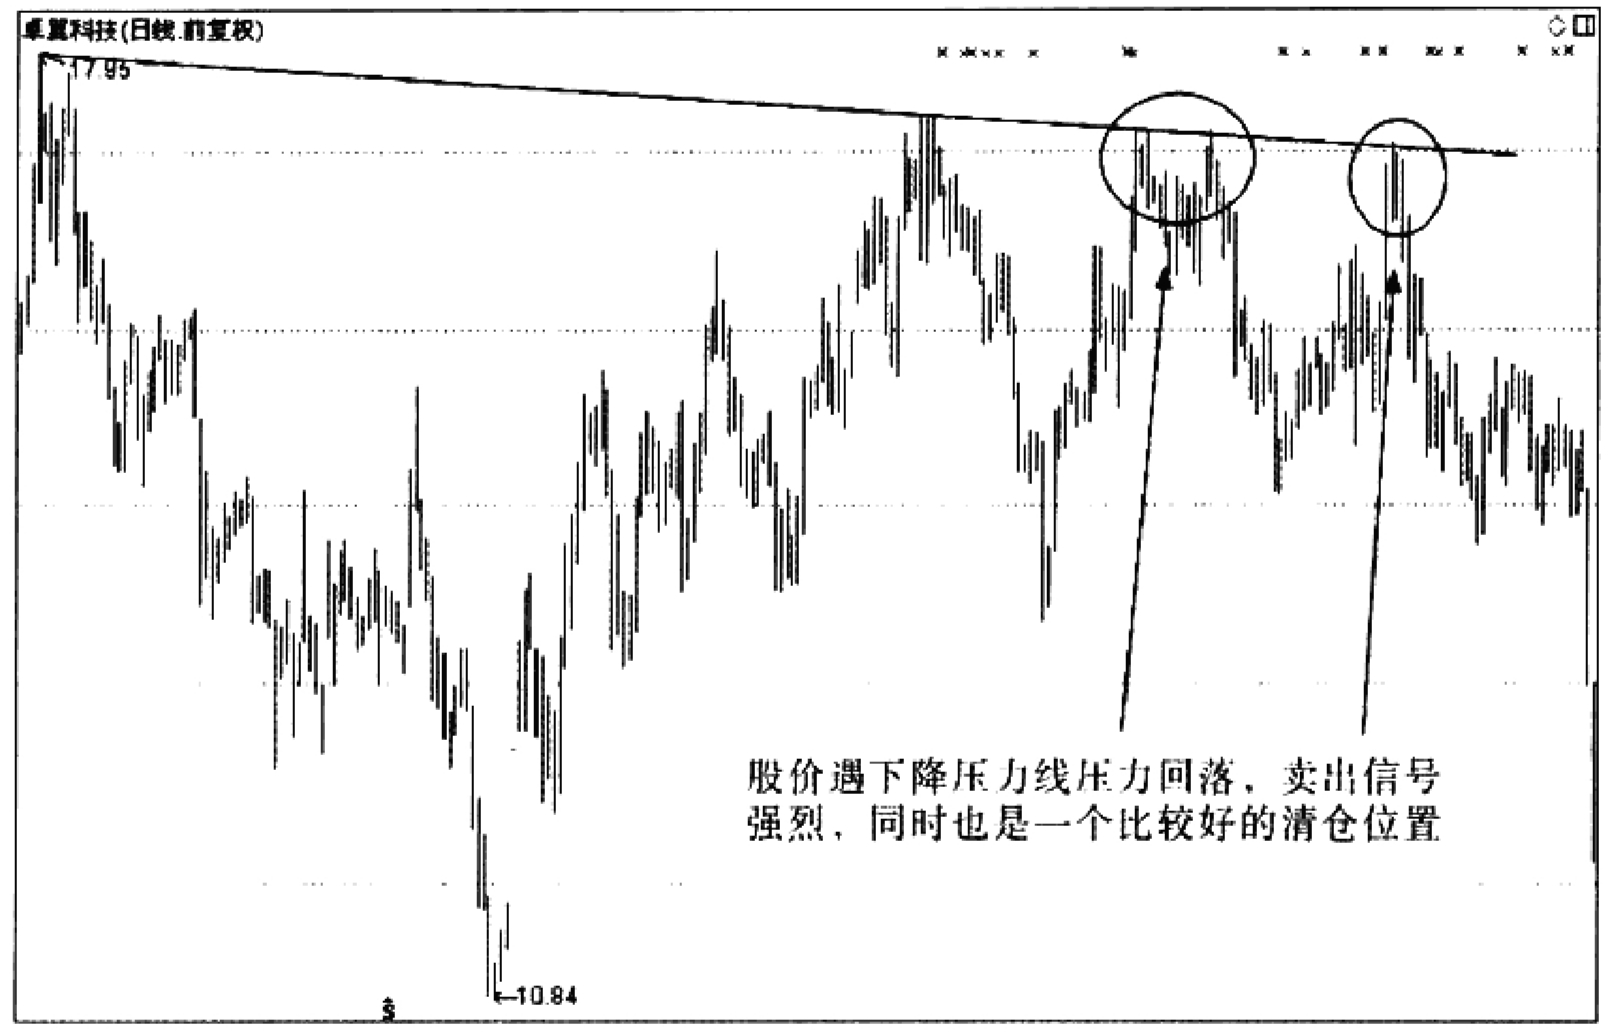 卓翼科技(日线.前复权)
17.95
股价遇下降压力线压力回落，卖出信号
强烈，同时也是一个比较好的清仓位置
←10.84
S